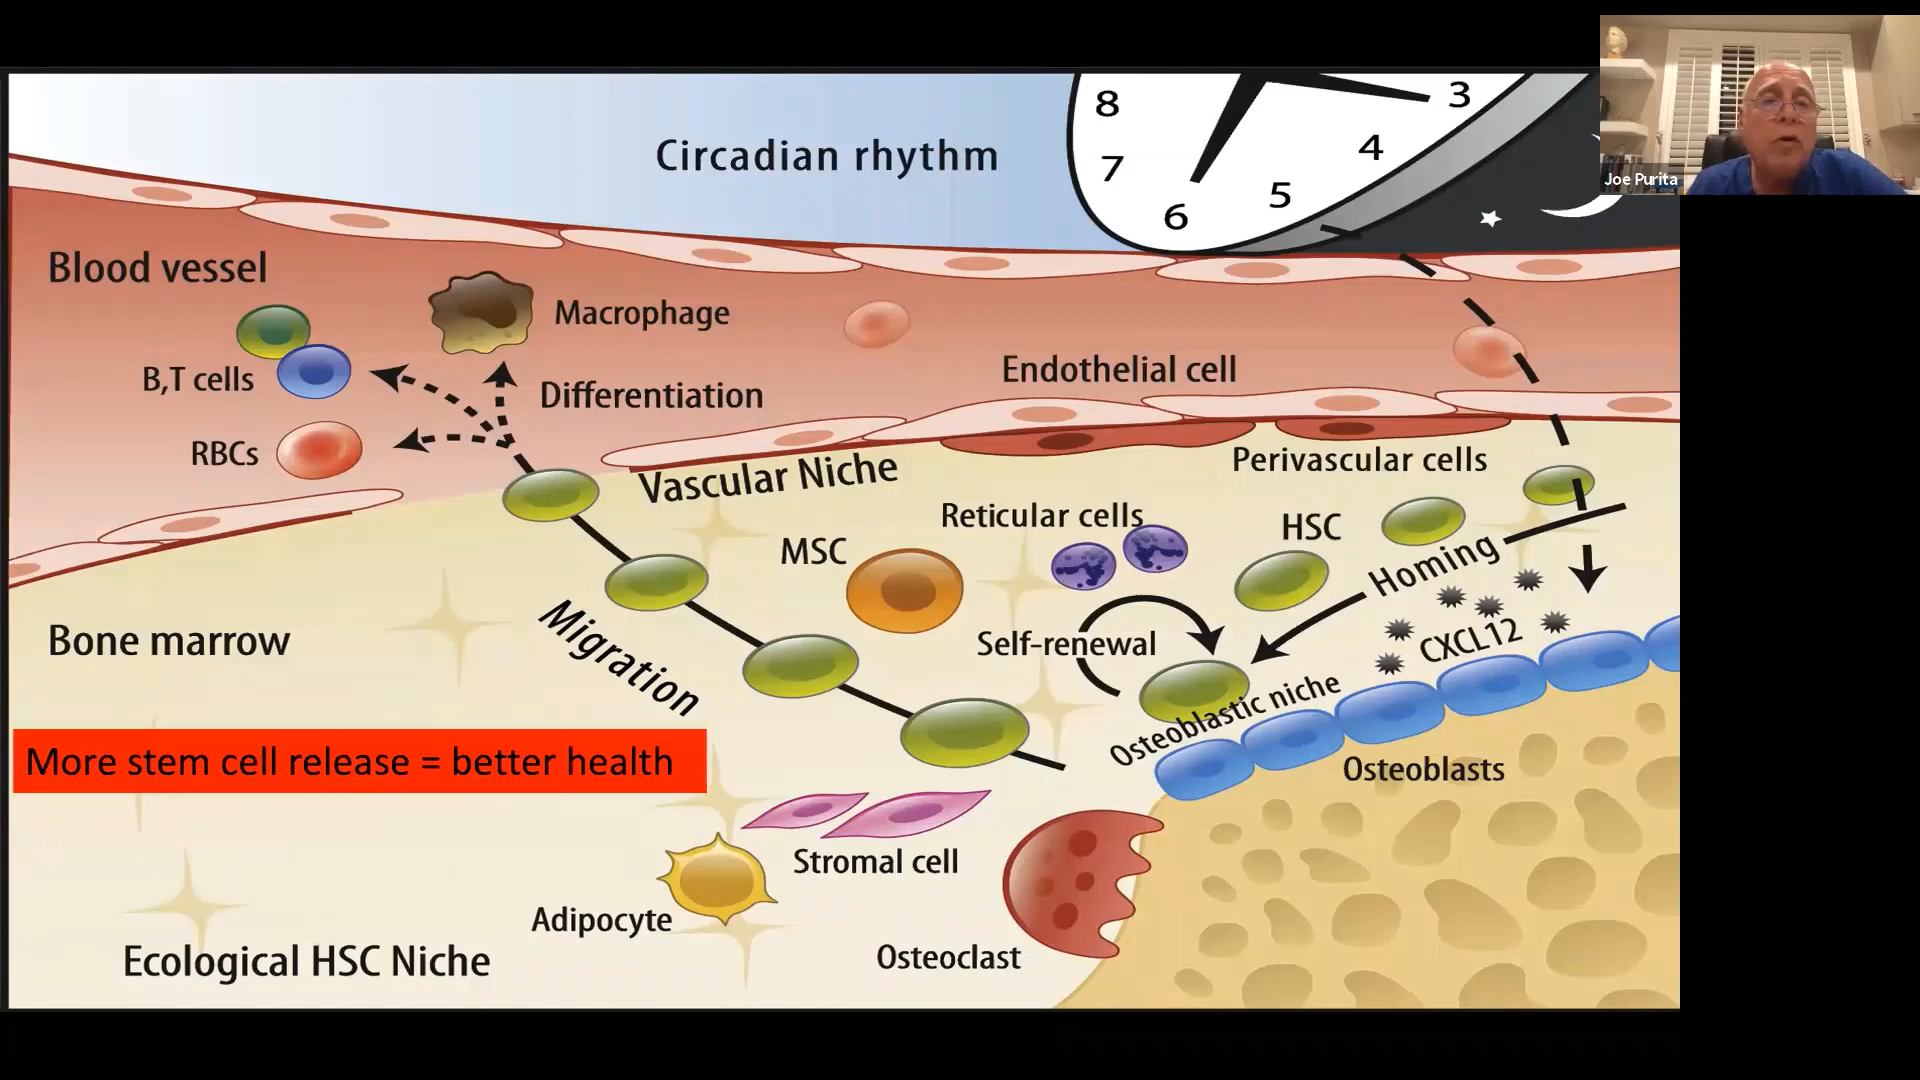 8
3
Circadian rhythm
7
4
5
6
Joe Purita
Blood vessel
Macrophage
B,T cells
Endothelial cell
Differentiation
RBCs
Vascular Niche
Perivascular cells
Reticular cells
HSC
MSC
Homing
Migration
Self-renewal
CXCL12
Bone marrow
Osteoblastic niche
More stem cell release = better health
Osteoblasts
Stromal cell
Adipocyte
Osteoclast
Ecological HSC Niche